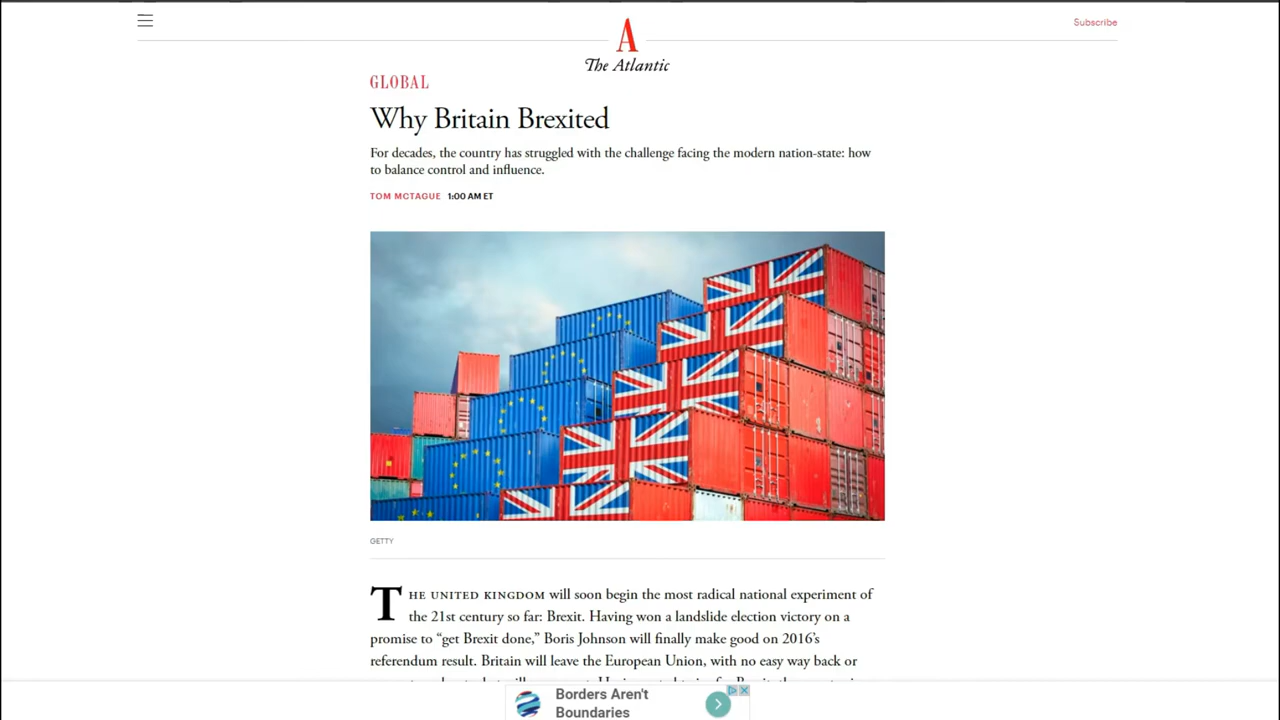 Subscribe
A
The Atlantic
GLOBAL
Why Britain Brexited
For decades, the country has struggled with the challenge facing the modern nation-state: how
to balance control and influence.
TOM MCTAGUE 1:00 AM ET
GETTY
THE UNITED KINGDOM will soon begin the most radical national experiment of
the 21st century so far: Brexit. Having won a landslide election victory on a
promise to “get Brexit done,” Boris Johnson will finally make good on 2016’s
referendum result. Britain will leave the European Union, with no easy way back or
Borders Aren't
Boundaries